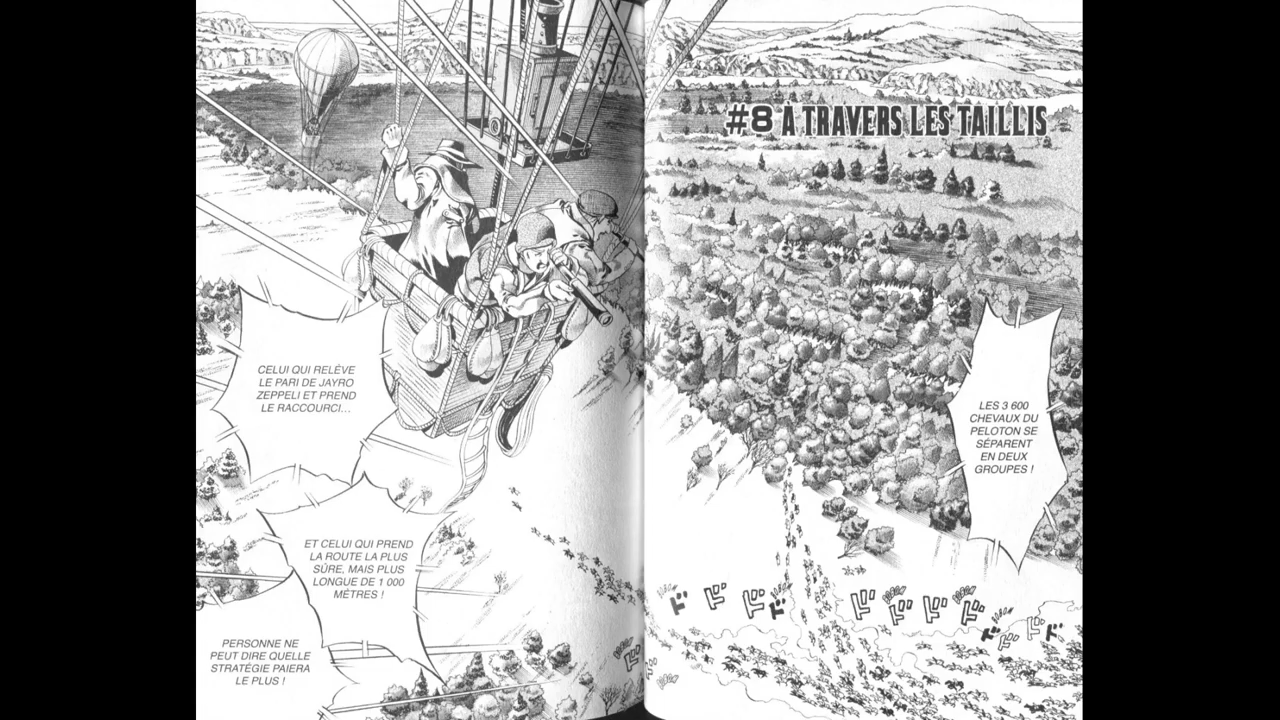 #8 À TRAVERS LES TAILLIS
LES 3 600
CHEVAUX DU
PELOTON SE
SÉPARENT
EN DEUX
GROUPES !
CELUI QUI RELÈVE
LE PARI DE JAYRO
ZEPPELI ET PREND
LE RACCOURCI...
ET CELUI QUI PREND
LA ROUTE LA PLUS
SÛRE, MAIS PLUS
LONGUE DE 1 000
MÈTRES !
PERSONNE NE
PEUT DIRE QUELLE
STRATÉGIE PAIERA
LE PLUS !
ド
ド
ド
ド
ド
ド
ド
ド
ド
ド
ド
ド
ド